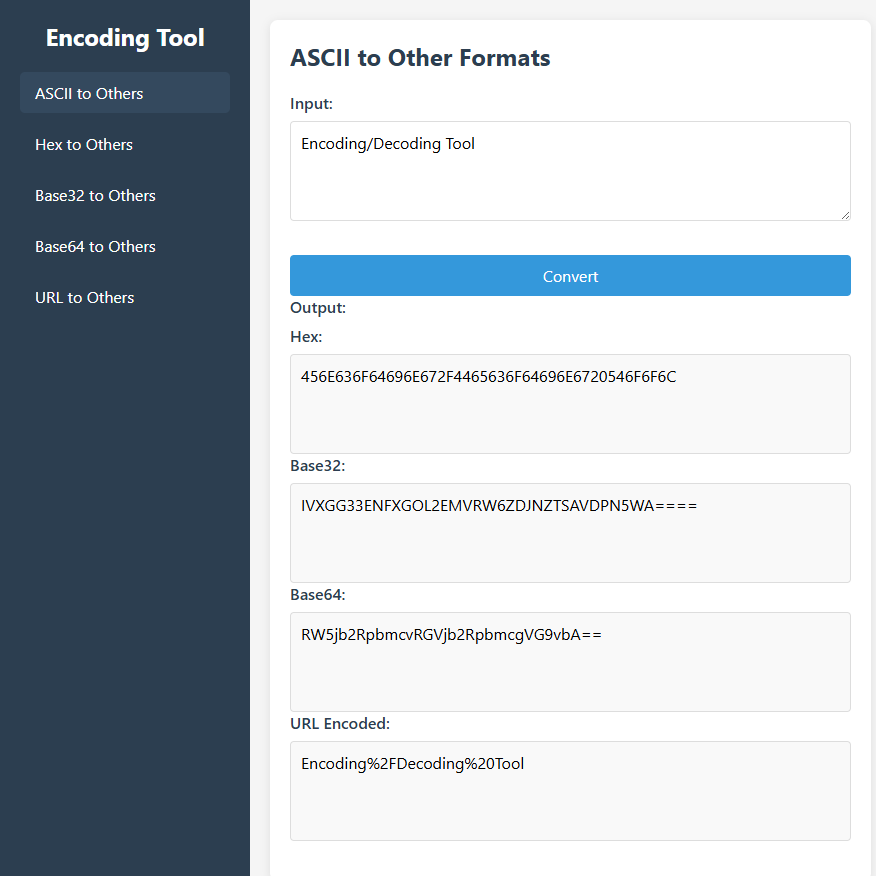 Encoding Tool
ASCII to Others
Hex to Others
Base32 to Others
Base64 to Others
URL to Others
ASCII to Other Formats
Input:
Encoding/Decoding Tool
Convert
Output:
Hex:
456E636F64696E672F4465636F64696E6720546F6F6C
Base32:
IVXGG33ENFXGOL2EMVRW6ZDJNZTSAVDPN5WA====
Base64:
RW5jb2RpbmcvRGVjb2RpbmcgVG9vbA==
URL Encoded:
Encoding%2FDecoding%20Tool